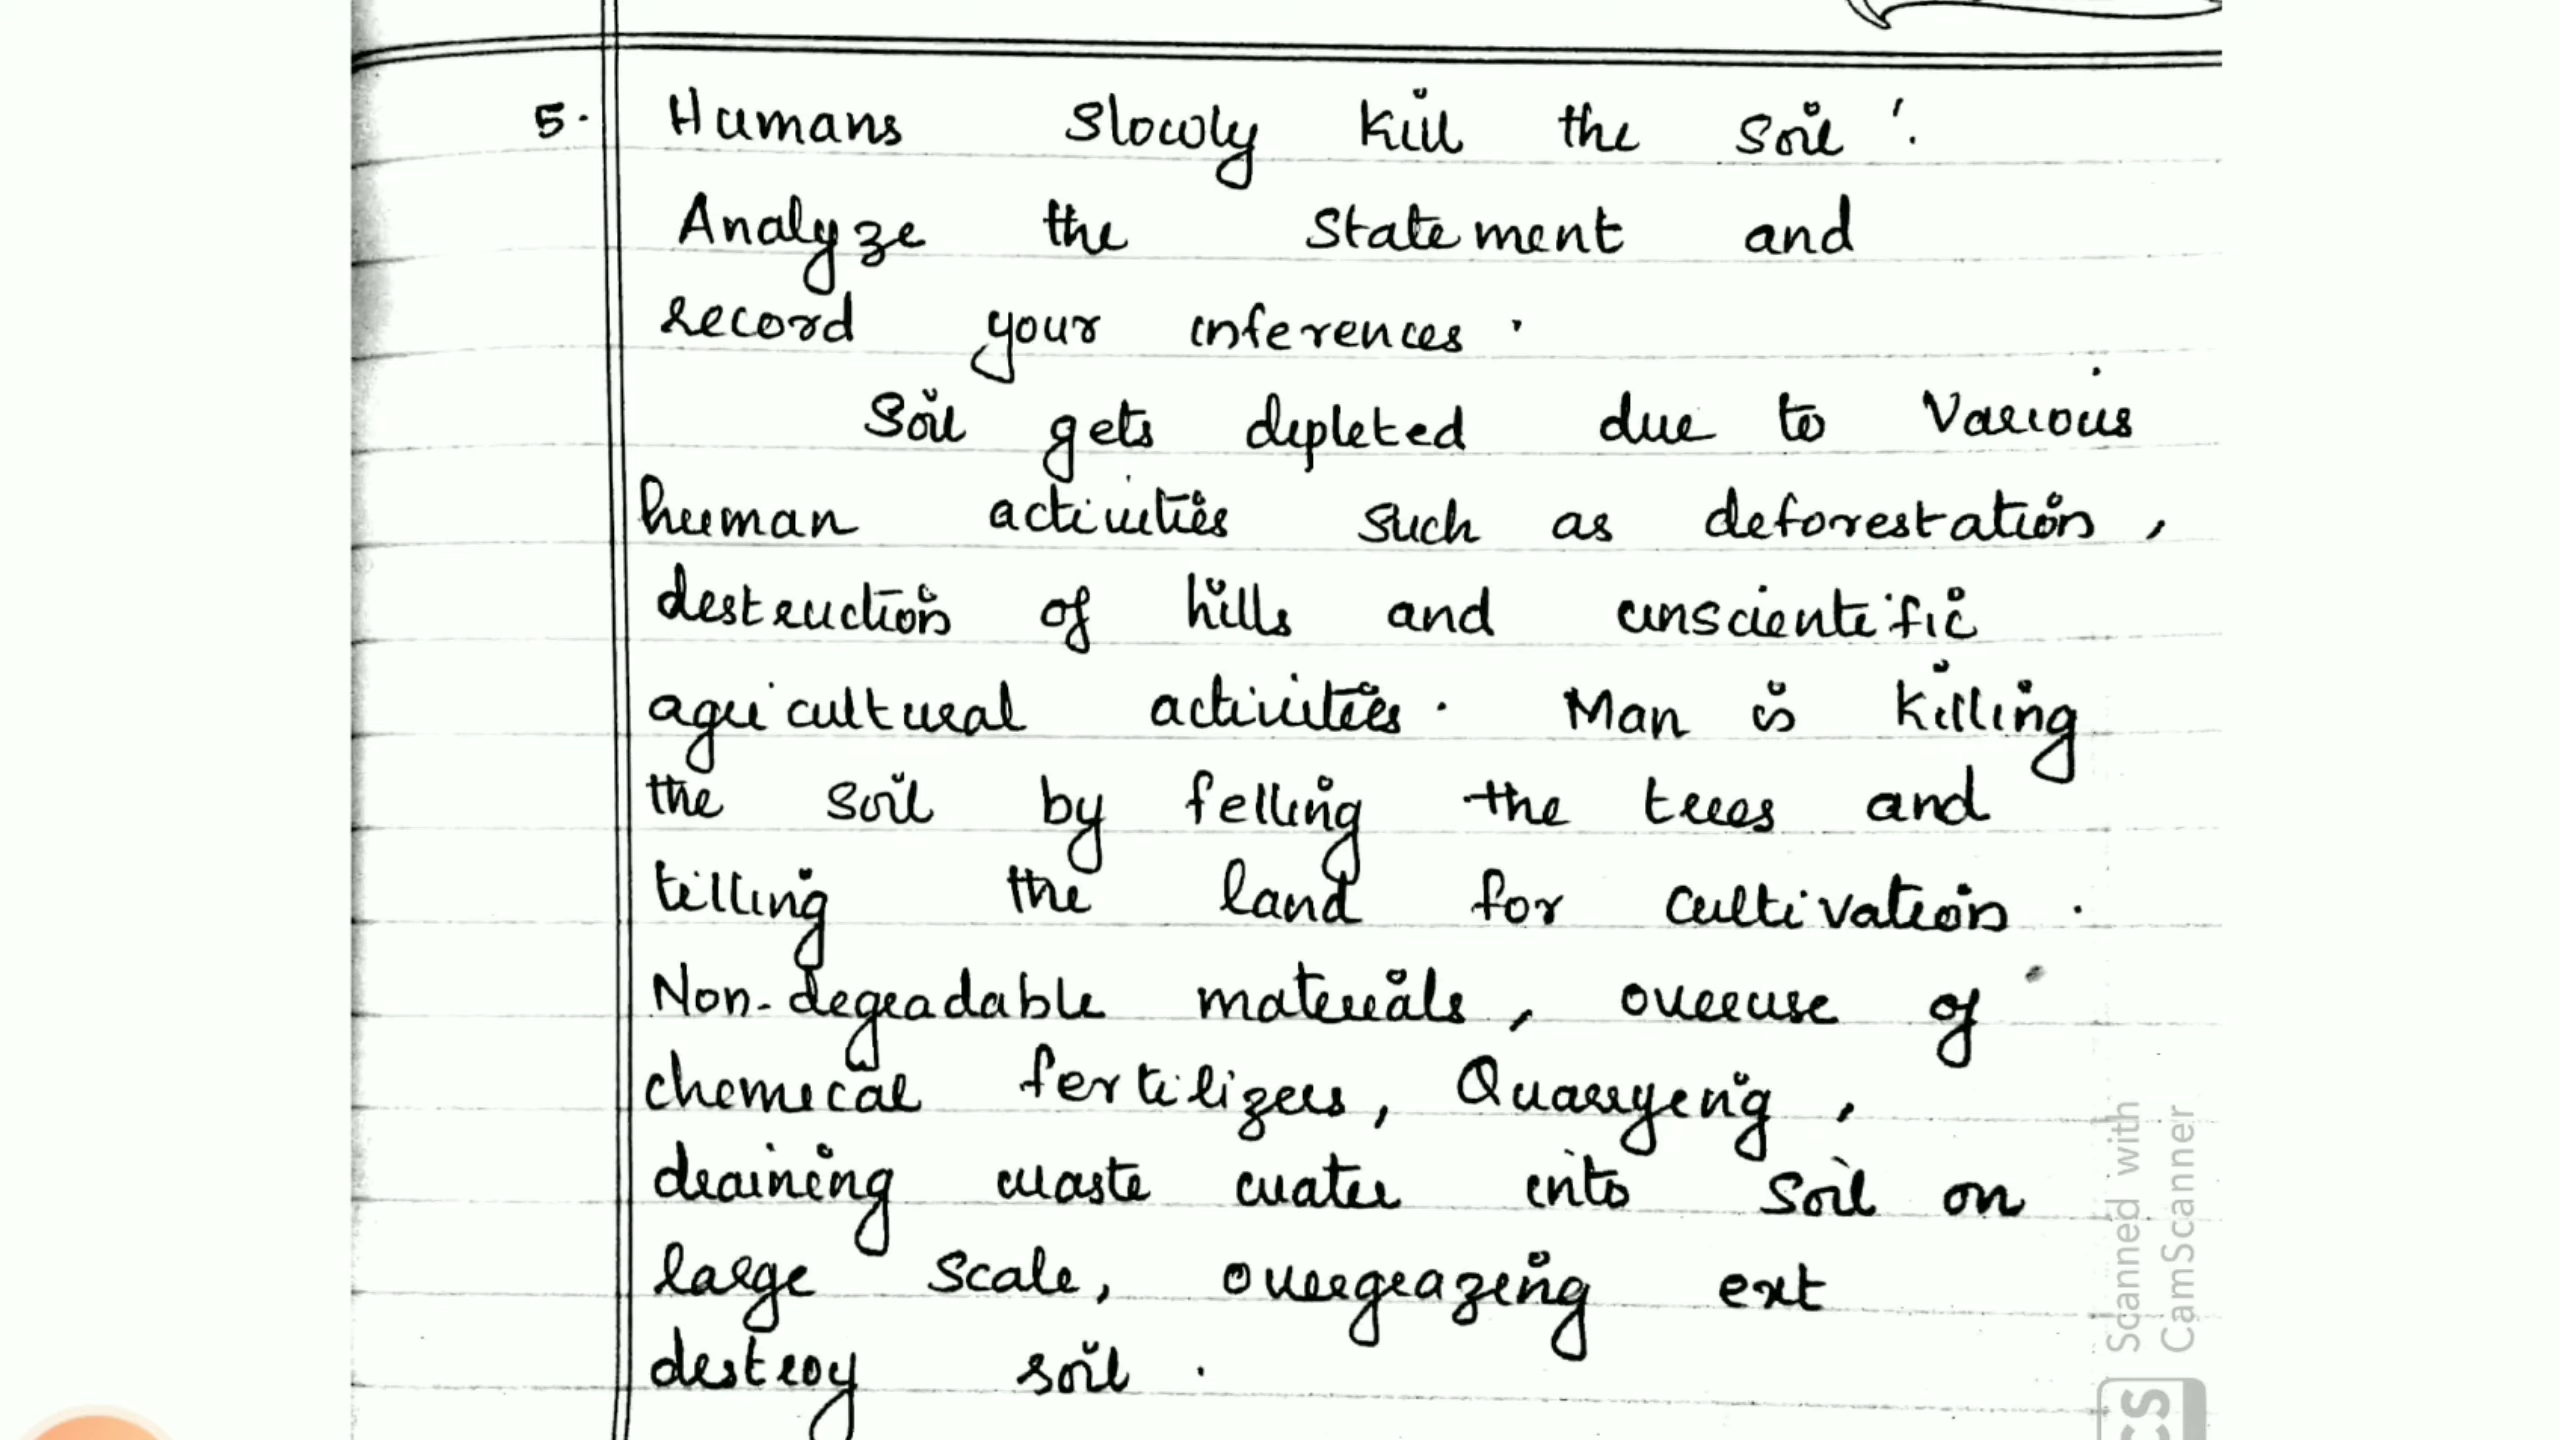 5. Humans slowly kill the soil'.
Analyze the statement and
record your inferences.
Soil gets depleted due to Various
human activities such as deforestation,
destruction of hills and unscientific
agricultural activities. Man is killing
the soil by felling the trees and
tilling the land for cultivation.
Non-degradable materials, overuse of
chemical fertilizers, Quarrying,
draining waste water into soil on
large scale, overgrazing ext
destroy soil.
Scanned with
CamScanner
CS